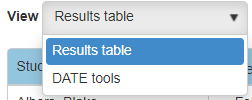 View Results table
Results table
DATE tools